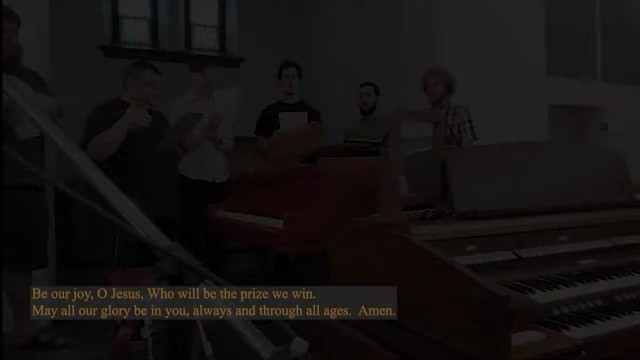 Be our joy, O Jesus, Who will be the prize we win.
May all our glory be in you, always and through all ages.  Amen.